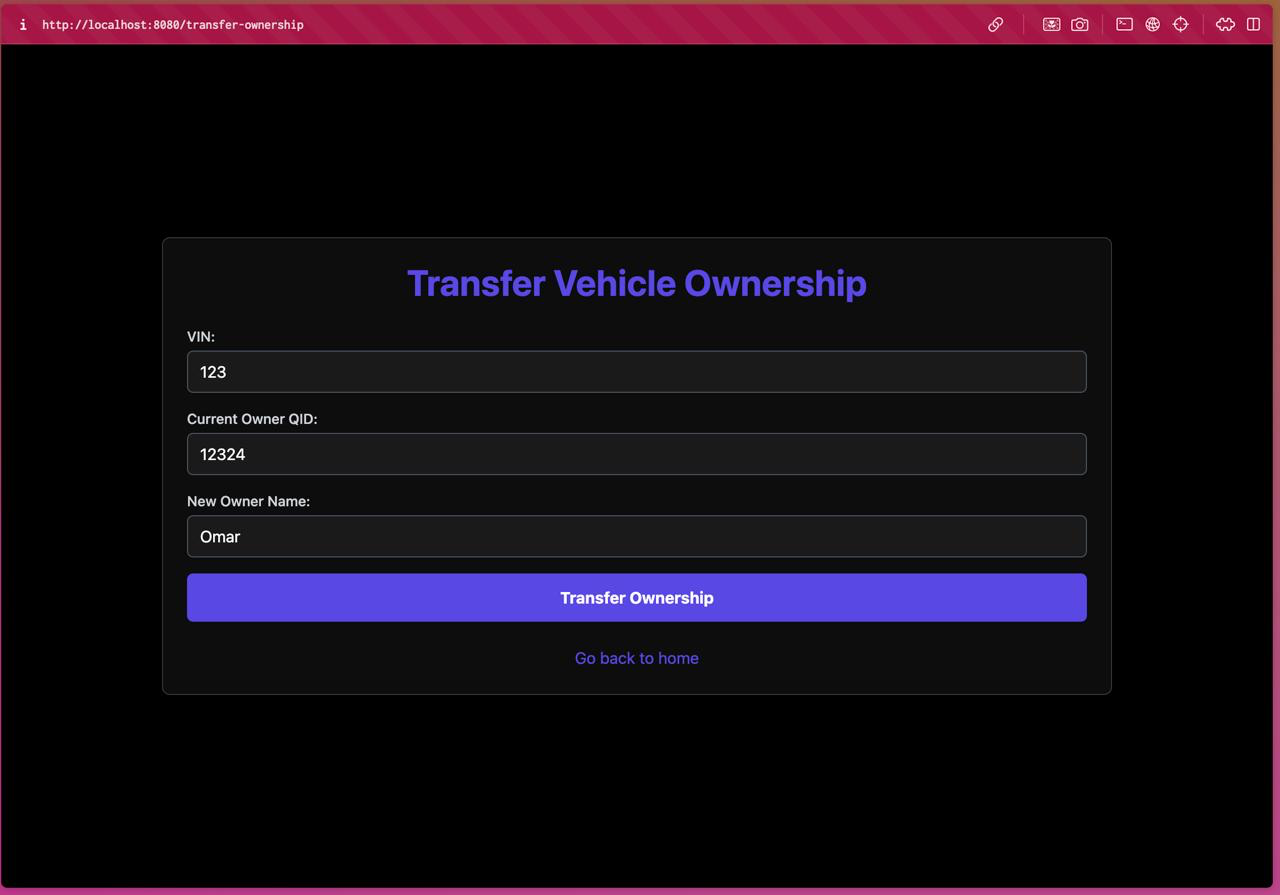 i http://localhost:8080/transfer-ownership
Transfer Vehicle Ownership
VIN:
123
Current Owner QID:
12324
New Owner Name:
Omar
Transfer Ownership
Go back to home